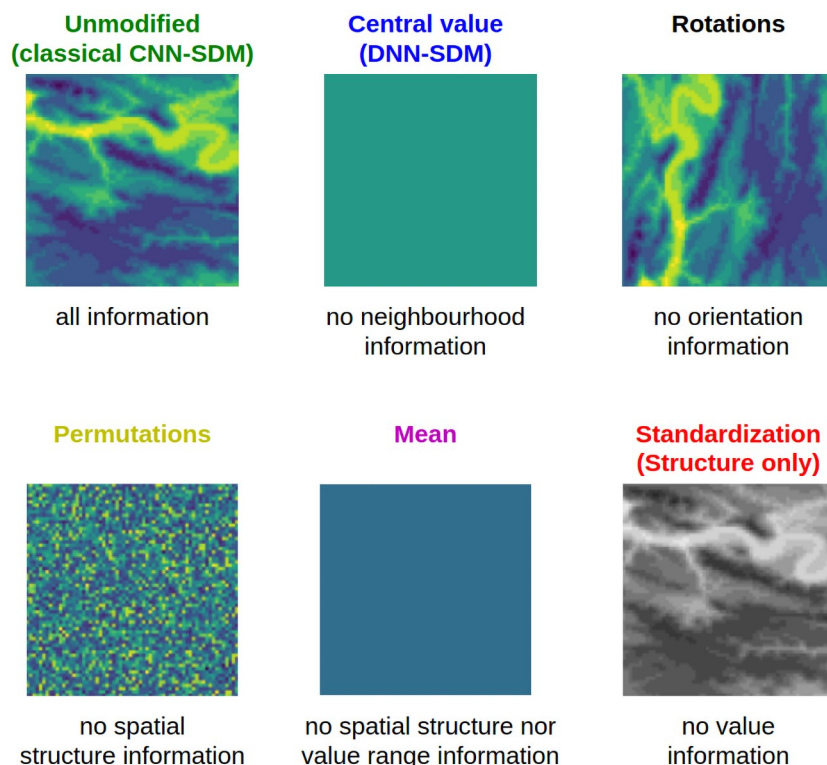 Unmodified
(classical CNN-SDM)
Central value
(DNN-SDM)
Rotations
all information
no neighbourhood
information
no orientation
information
Permutations
Mean
Standardization
(Structure only)
no spatial
structure information
no spatial structure nor
value range information
no value
information